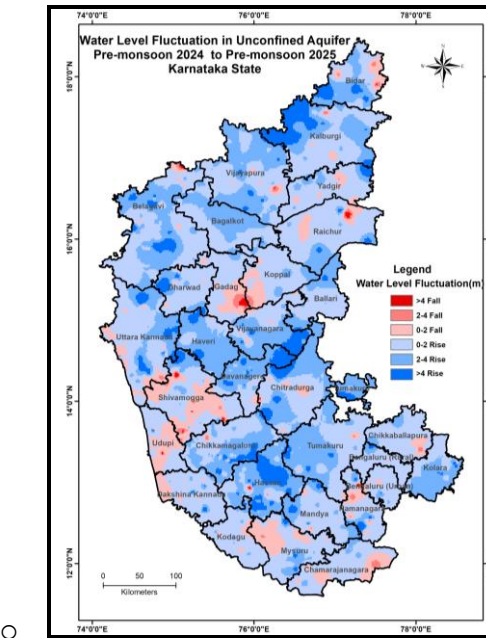 74°0'0"E 76°0'0"E 78°0'0"E
Water Level Fluctuation in Unconfined Aquifer
Pre-monsoon 2024 to Pre-monsoon 2025
Karnataka State
18°0'0"N
Bidar
Kalburgi
Vijayapura
Yadgir
Belagavi
Bagalkot
16°0'0"N
Raichur
Koppal
Dharwad
Gadag
Legend
Water Level Fluctuation(m)
>4 Fall
2-4 Fall
0-2 Fall
0-2 Rise
2-4 Rise
>4 Rise
Ballari
Vijayanagara
Uttara Kannada
Haveri
Davanagere
Chitradurga
Tumakuru
14°0'0"N
Shivamogga
Udupi
Chikkamagaluru
Tumakuru
Chikkaballapura
Bengaluru (Rural)
Kolara
Bengaluru (Urban)
Dakshina Kannada
Hassan
Ramanagara
Mandya
Kodagu
Mysuru
Chamarajanagara
12°0'0"N
0 50 100
Kilometers
74°0'0"E 76°0'0"E 78°0'0"E